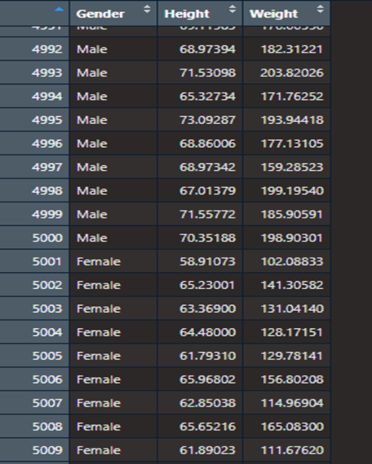 Gender Height Weight
4992 Male 68.97394 182.31221
4993 Male 71.53098 203.82026
4994 Male 65.32734 171.76252
4995 Male 73.09287 193.94418
4996 Male 68.86006 177.13105
4997 Male 68.97342 159.28523
4998 Male 67.01379 199.19540
4999 Male 71.55772 185.90591
5000 Male 70.35188 198.90301
5001 Female 58.91073 102.08833
5002 Female 65.23001 141.30582
5003 Female 63.36900 131.04140
5004 Female 64.48000 128.17151
5005 Female 61.79310 129.78141
5006 Female 65.96802 156.80208
5007 Female 62.85038 114.96904
5008 Female 65.65216 165.08300
5009 Female 61.89023 111.67620